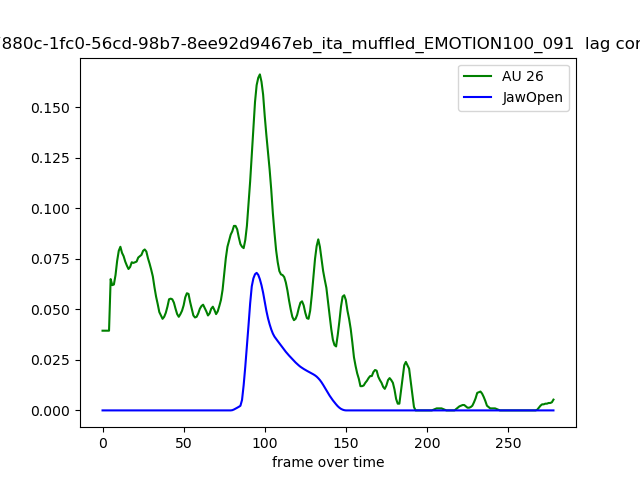 880c-1fc0-56cd-98b7-8ee92d9467eb_ita_muffled_EMOTION100_091 lag cor
AU 26
JawOpen
0.150
0.125
0.100
0.075
0.050
0.025
0.000
0 50 100 150 200 250
frame over time